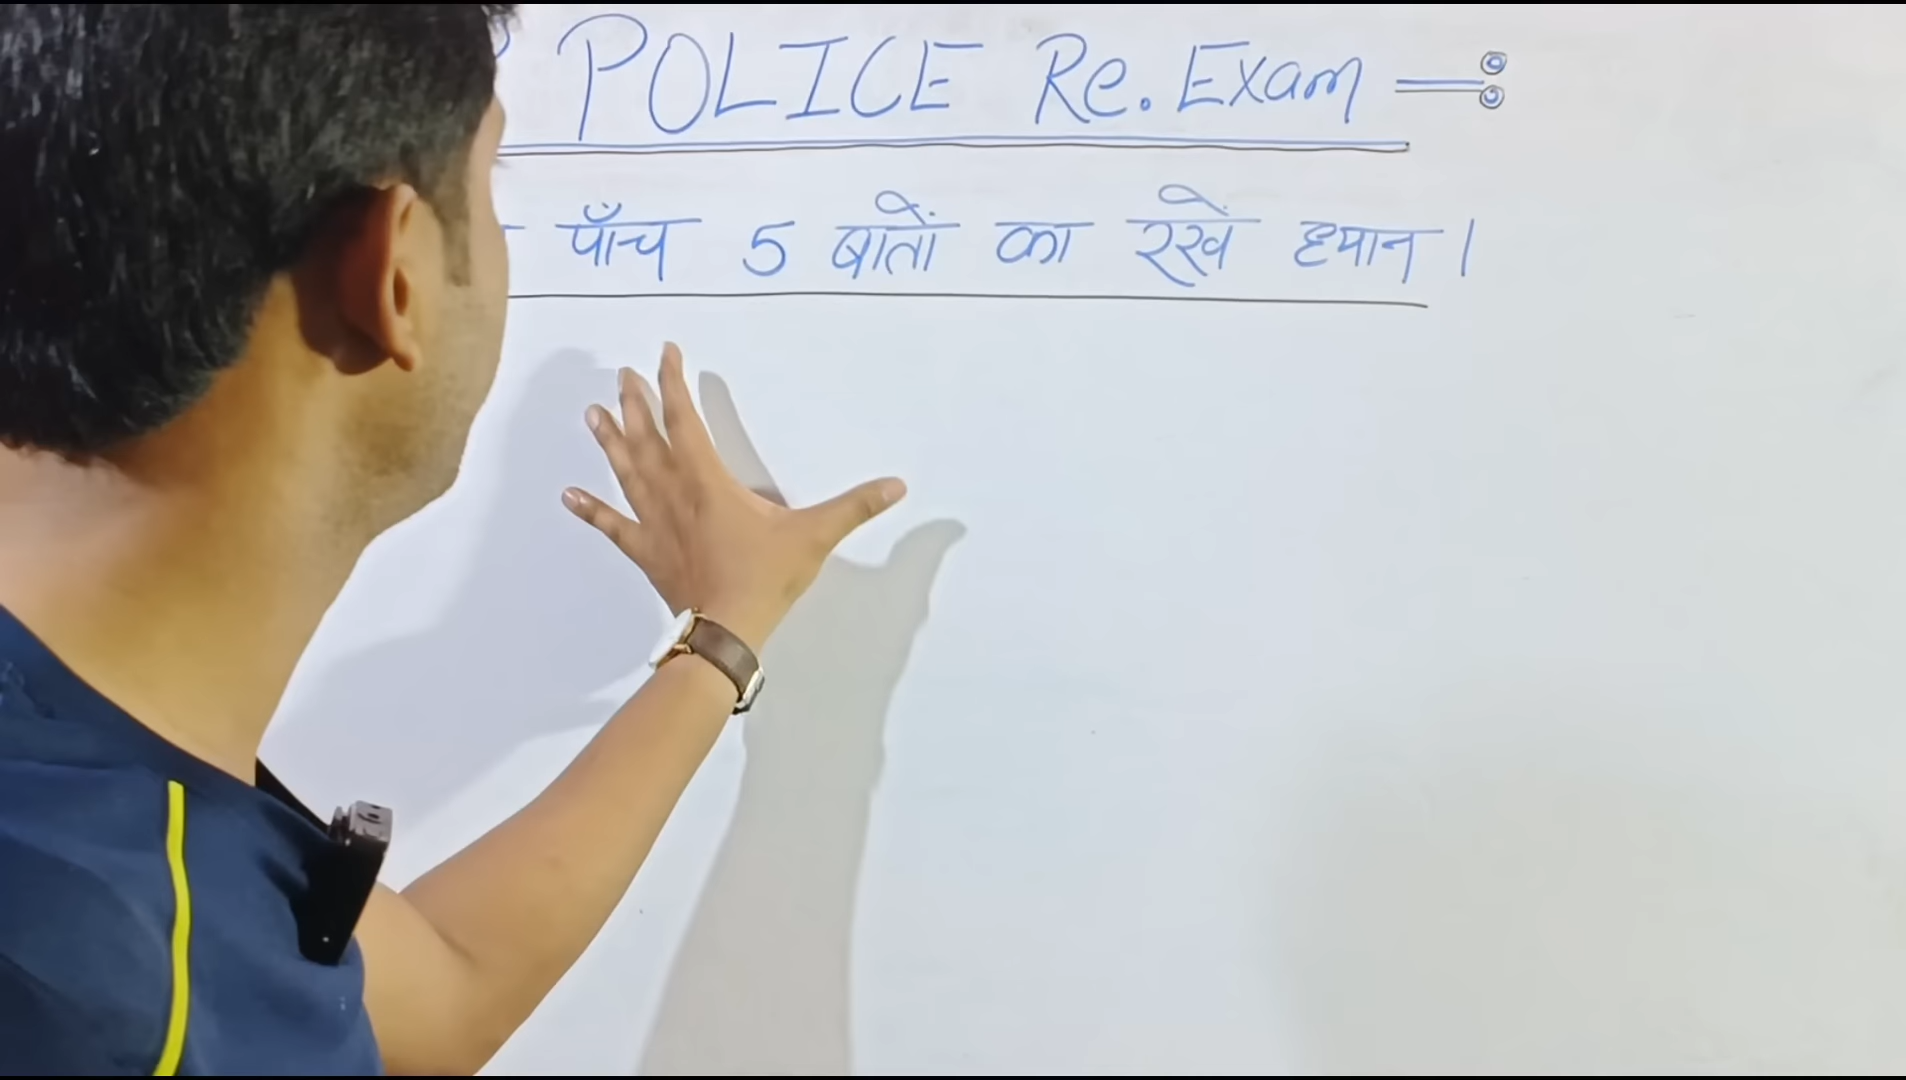 POLICE Re. Exam
पाँच 5 बातों का रखें ध्यान।